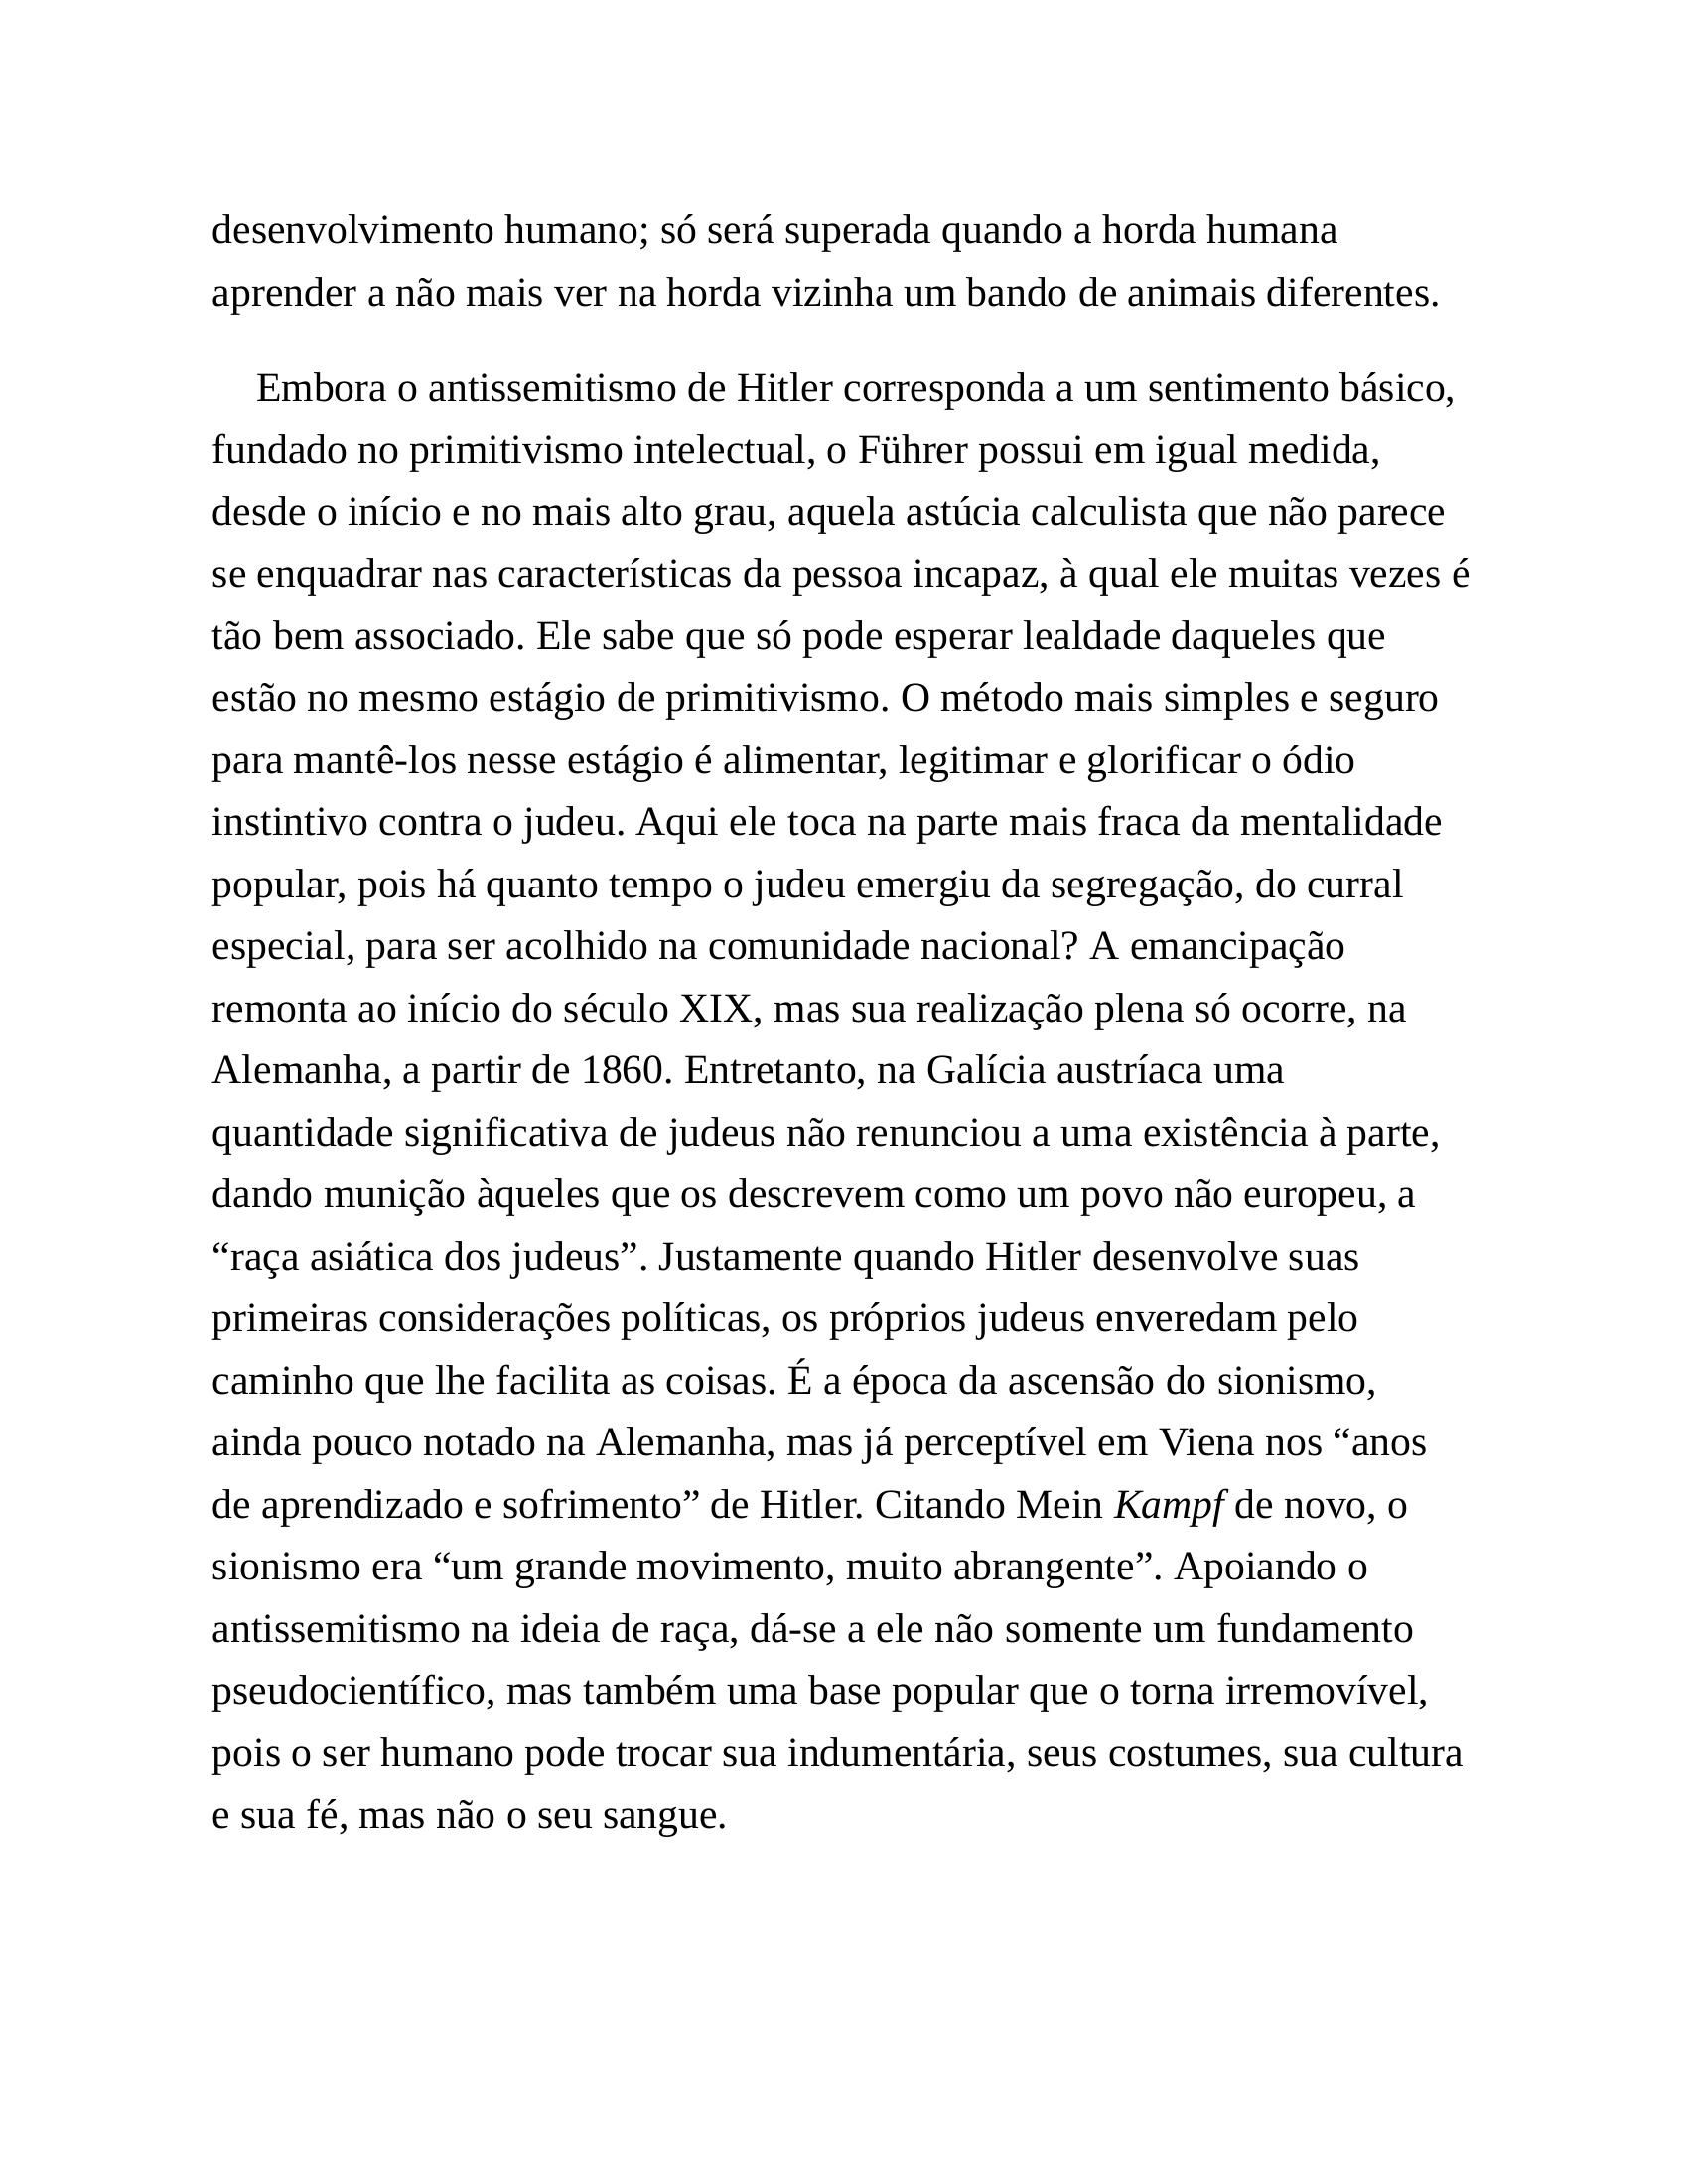 desenvolvimento humano; só será superada quando a horda humana
aprender a não mais ver na horda vizinha um bando de animais diferentes.
Embora o antissemitismo de Hitler corresponda a um sentimento básico,
fundado no primitivismo intelectual, o Führer possui em igual medida,
desde o início e no mais alto grau, aquela astúcia calculista que não parece
se enquadrar nas características da pessoa incapaz, à qual ele muitas vezes é
tão bem associado. Ele sabe que só pode esperar lealdade daqueles que
estão no mesmo estágio de primitivismo. O método mais simples e seguro
para mantê-los nesse estágio é alimentar, legitimar e glorificar o ódio
instintivo contra o judeu. Aqui ele toca na parte mais fraca da mentalidade
popular, pois há quanto tempo o judeu emergiu da segregação, do curral
especial, para ser acolhido na comunidade nacional? A emancipação
remonta ao início do século XIX, mas sua realização plena só ocorre, na
Alemanha, a partir de 1860. Entretanto, na Galícia austríaca uma
quantidade significativa de judeus não renunciou a uma existência à parte,
dando munição àqueles que os descrevem como um povo não europeu, a
“raça asiática dos judeus”. Justamente quando Hitler desenvolve suas
primeiras considerações políticas, os próprios judeus enveredam pelo
caminho que lhe facilita as coisas. É a época da ascensão do sionismo,
ainda pouco notado na Alemanha, mas já perceptível em Viena nos “anos
de aprendizado e sofrimento” de Hitler. Citando Mein Kampf de novo, o
sionismo era “um grande movimento, muito abrangente”. Apoiando o
antissemitismo na ideia de raça, dá-se a ele não somente um fundamento
pseudocientífico, mas também uma base popular que o torna irremovível,
pois o ser humano pode trocar sua indumentária, seus costumes, sua cultura
e sua fé, mas não o seu sangue.